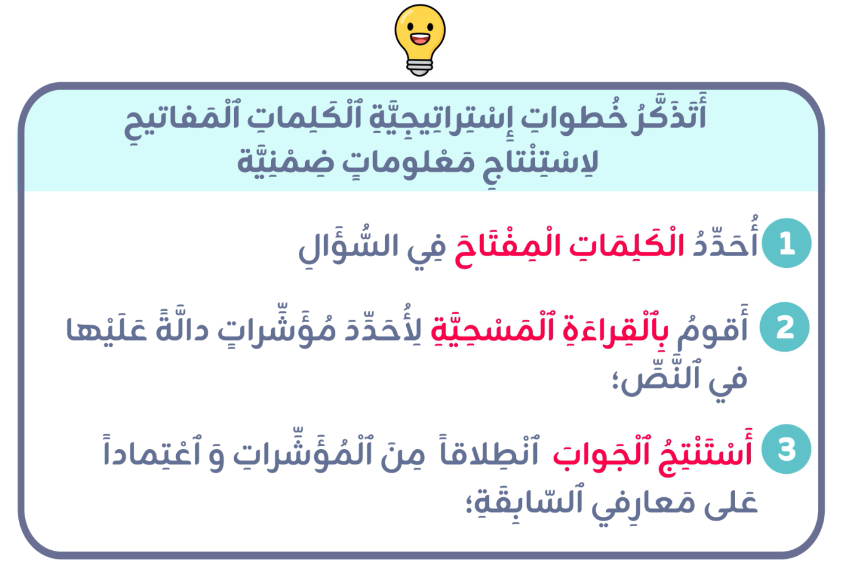 أَتَذَكَّرُ خُطواتِ إِسْتِراتِيجِيَّةِ ٱلْكَلِماتِ ٱلْمَفاتيحِ
لِاسْتِنْتاجِ مَعْلوماتٍ ضِمْنِيَّة
1 أُحَدِّدُ الْكَلِمَاتِ الْمِفْتَاحَ فِي السُّؤَالِ
2 أَقومُ بِٱلْقِراءَةِ ٱلْمَسْحِيَّةِ لِأُحَدِّدَ مُؤَشِّراتٍ دالَّةً عَلَيْها
في ٱلنَّصِّ؛
3 أَسْتَنْتِجُ ٱلْجَوابَ ٱنْطِلاقاً مِنَ ٱلْمُؤَشِّراتِ وَ ٱعْتِماداً
عَلى مَعارِفي ٱلسّابِقَةِ؛